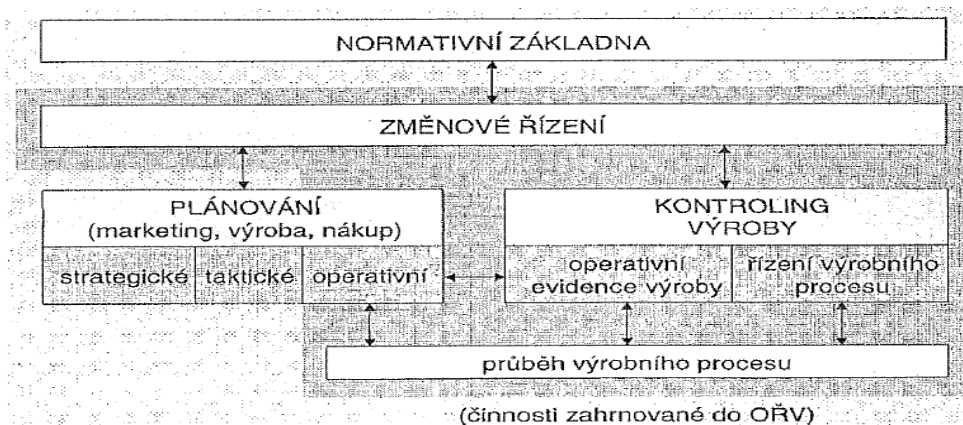 NORMATIVNÍ ZÁKLADNA
ZMĚNOVÉ ŘÍZENÍ
PLÁNOVÁNÍ
(marketing, výroba, nákup)
strategické taktické operativní
KONTROLING
VÝROBY
operativní
evidence výroby
řízení výrobního
procesu
průběh výrobního procesu
(činnosti zahrnované do OŘV)